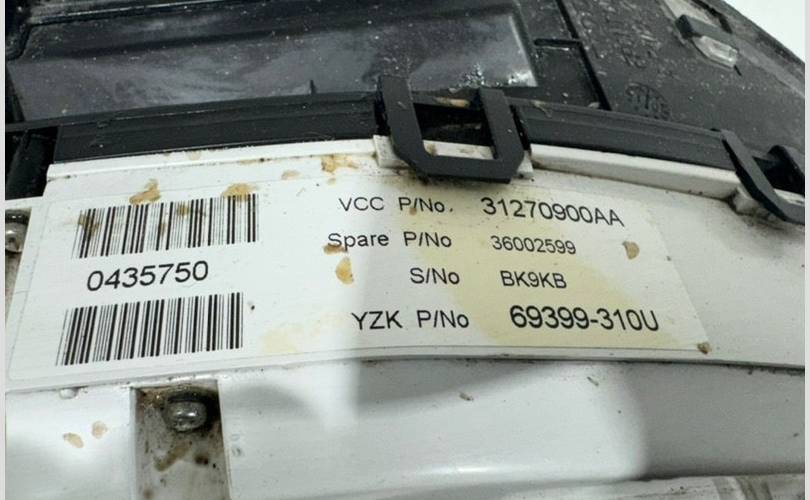 VCC P/No. 31270900AA
Spare P/No 36002599
0435750
S/No BK9KB
YZK P/No 69399-310U